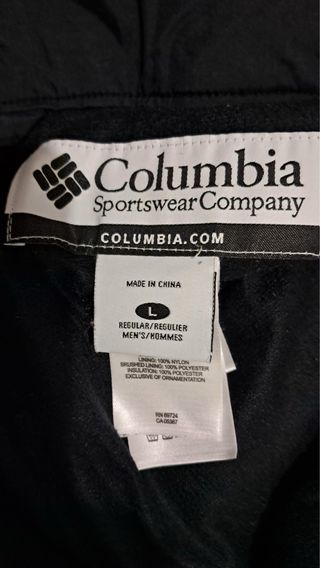 Columbia
Sportswear Company
COLUMBIA.COM
MADE IN CHINA
L
REGULAR/REGULIER
MEN'S/HOMMES
LINING: 100% NYLON
BRUSHED LINING: 100% POLYESTER
INSULATION: 100% POLYESTER
EXCLUSIVE OF ORNAMENTATION
RN 69724
CA 05367